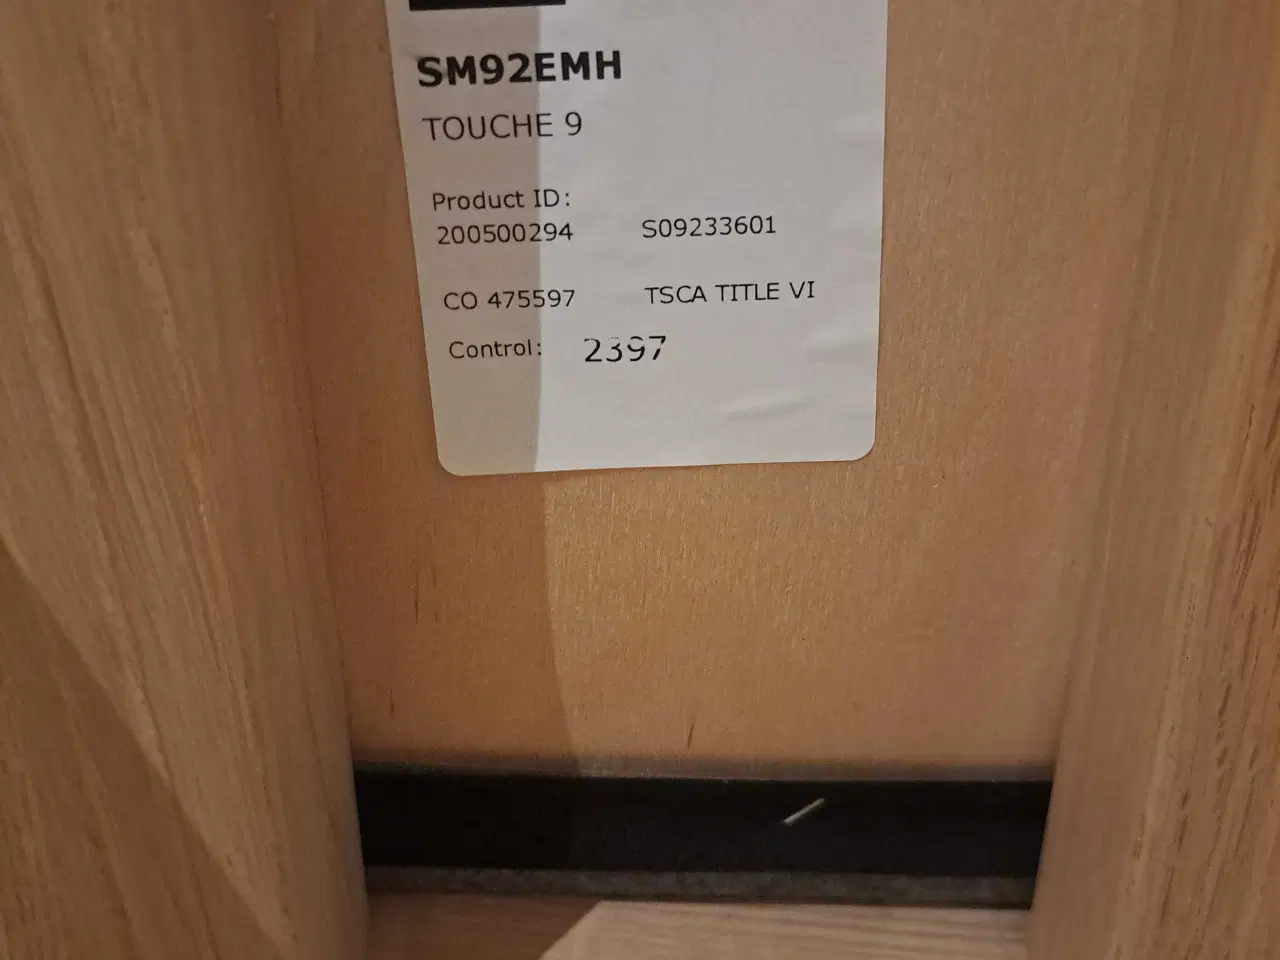 SM92EMH
TOUCHE 9
Product ID:
200500294 S09233601
CO 475597 TSCA TITLE VI
Control: 2397